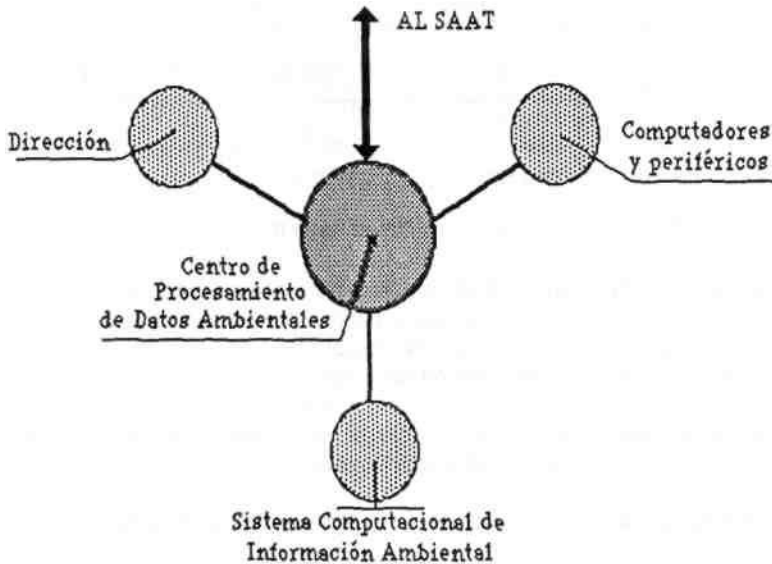 AL SAAT
Dirección
Computadores
y periféricos
Centro de
Procesamiento
de Datos Ambientales
Sistema Computacional de
Información Ambiental